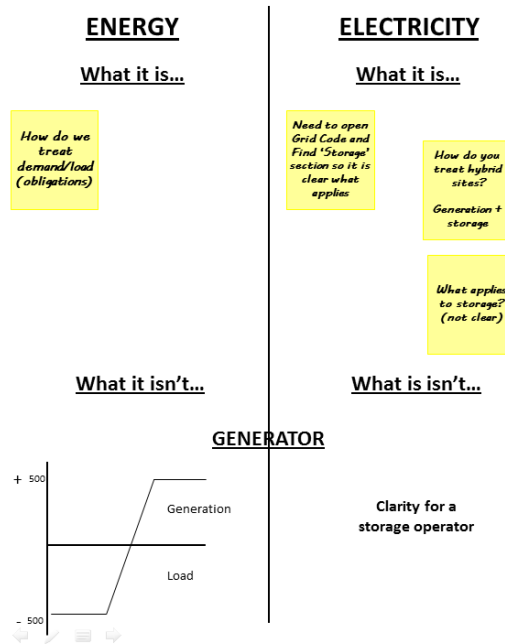 ENERGY
What it is...
How do we
treat
demand/load
(obligations)
ELECTRICITY
What it is...
Need to open
Grid Code and
Find 'Storage'
section so it is
clear what
applies
How do you
treat hybrid
sites?
Generation +
storage
What applies
to storage?
(not clear)
What it isn't...
What is isn't...
GENERATOR
+ 500
Generation
Load
- 500
Clarity for a
storage operator